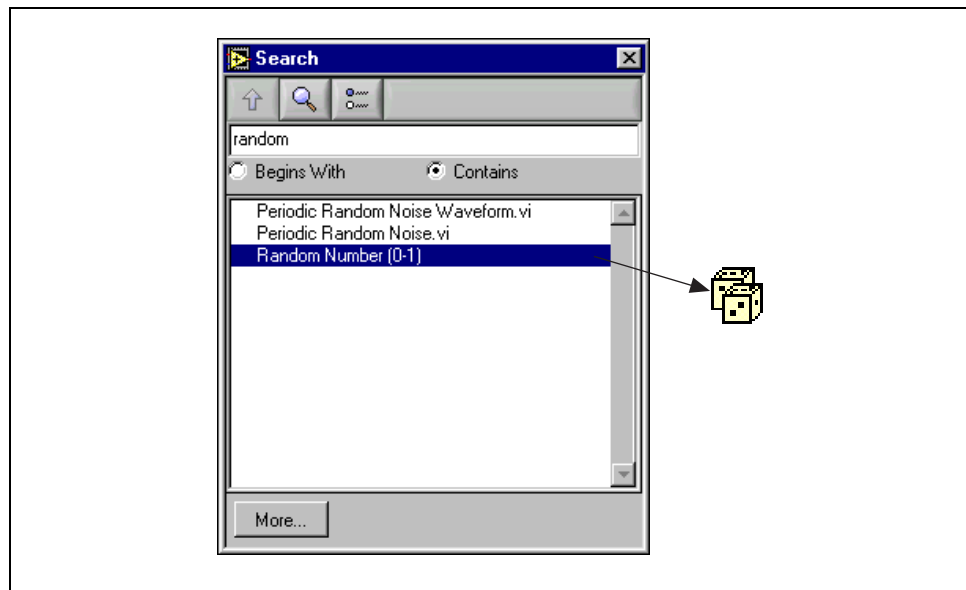 Search
random
Begins With Contains
Periodic Random Noise Waveform.vi
Periodic Random Noise.vi
Random Number (0-1)
More...